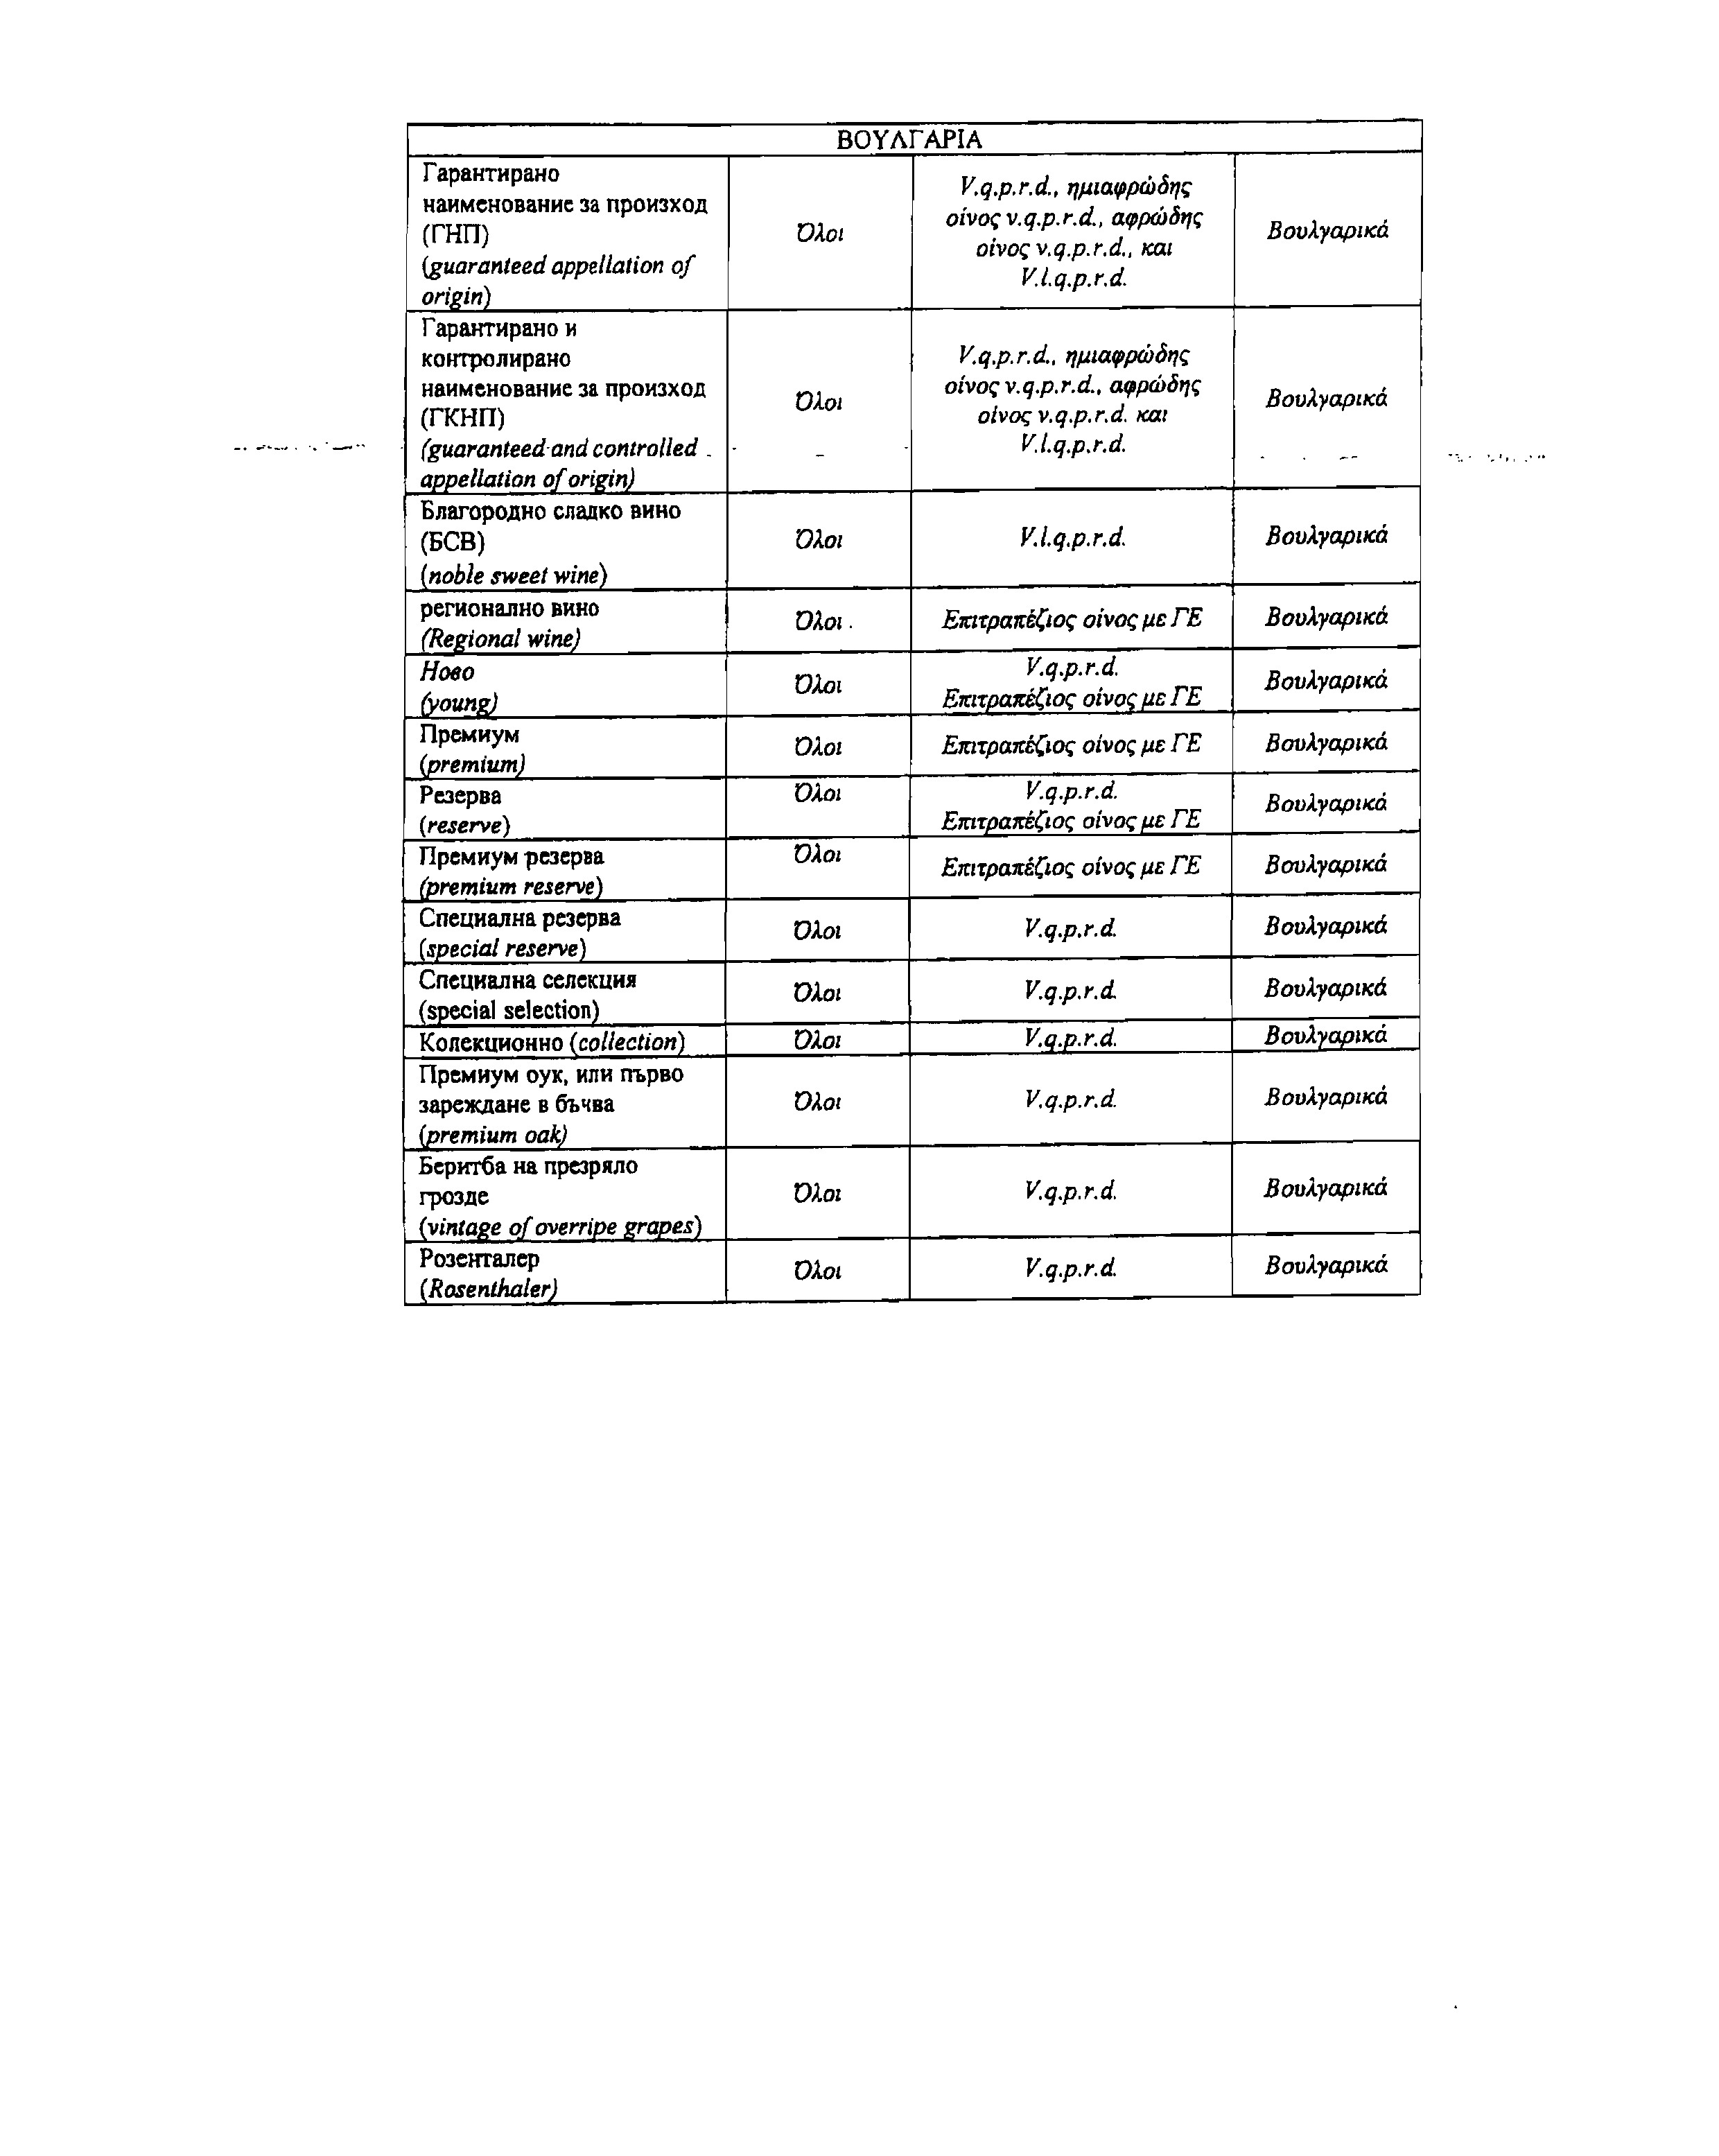 ΒΟΥΛΓΑΡΙΑ
Гарантирано
наименование за произход
(ГНП)
(guaranteed appellation of
origin)
Όλοι
V.q.p.r.d., ημιαφρώδης
οίνος v.q.p.r.d., αφρώδης
οίνος v.q.p.r.d., και
V.l.q.p.r.d.
Βουλγαρικά
Гарантирано и
контролирано
наименование за произход
(ГКНП)
(guaranteed and controlled
appellation of origin)
Όλοι
V.q.p.r.d., ημιαφρώδης
οίνος v.q.p.r.d., αφρώδης
οίνος v.q.p.r.d. και
V.l.q.p.r.d.
Βουλγαρικά
Благородно сладко вино
(БСВ)
(noble sweet wine)
Όλοι
V.l.q.p.r.d.
Βουλγαρικά
регионално вино
(Regional wine)
Όλοι
Επιτραπέζιος οίνος με ΓΕ
Βουλγαρικά
Ново
(young)
Όλοι
V.q.p.r.d.
Επιτραπέζιος οίνος με ΓΕ
Βουλγαρικά
Премиум
(premium)
Όλοι
Επιτραπέζιος οίνος με ΓΕ
Βουλγαρικά
Резерва
(reserve)
Όλοι
V.q.p.r.d.
Επιτραπέζιος οίνος με ΓΕ
Βουλγαρικά
Премиум резерва
(premium reserve)
Όλοι
Επιτραπέζιος οίνος με ΓΕ
Βουλγαρικά
Специална резерва
(special reserve)
Όλοι
V.q.p.r.d.
Βουλγαρικά
Специална селекция
(special selection)
Όλοι
V.q.p.r.d.
Βουλγαρικά
Колекционно (collection)
Όλοι
V.q.p.r.d.
Βουλγαρικά
Премиум оук, или първо
зареждане в бъчва
(premium oak)
Όλοι
V.q.p.r.d.
Βουλγαρικά
Беритба на презряло
грозде
(vintage of overripe grapes)
Όλοι
V.q.p.r.d.
Βουλγαρικά
Розенталер
(Rosenthaler)
Όλοι
V.q.p.r.d.
Βουλγαρικά